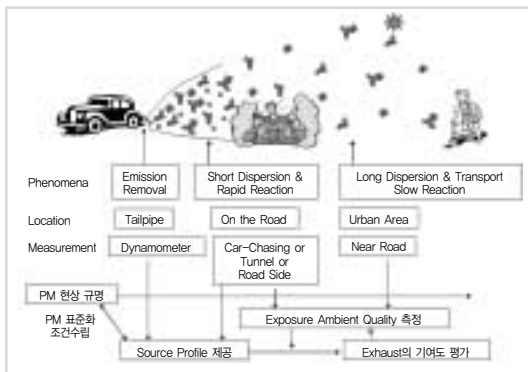 Phenomena
Emission
Removal
Short Dispersion &
Rapid Reaction
Long Dispersion & Transport
Slow Reaction
Location
Tailpipe
On the Road
Urban Area
Measurement
Dynamometer
Car-Chasing or
Tunnel or
Road Side
Near Road
PM 현상 규명
PM 표준화
조건수립
Exposure Ambient Quality 측정
Source Profile 제공
Exhaust의 기여도 평가